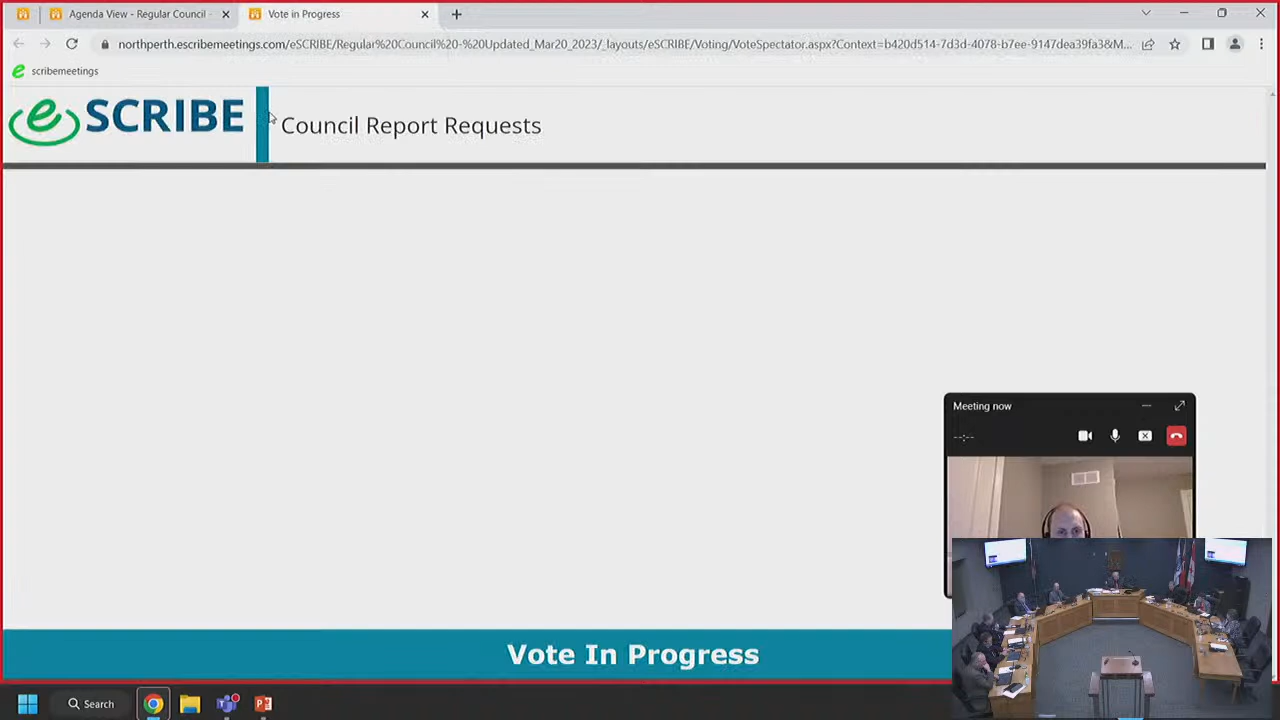 Agenda View - Regular Council -
Vote in Progress
northperth.escribemeetings.com/eSCRIBE/Regular%20Council%20-%20Updated_Mar20_2023/_layouts/eSCRIBE/Voting/VoteSpectator.aspx?Context=b420d514-7d3d-4078-b7ee-9147dea39fa3&M...
scribemeetings
eSCRIBE
Council Report Requests
Meeting now
--:--
Vote In Progress
Search